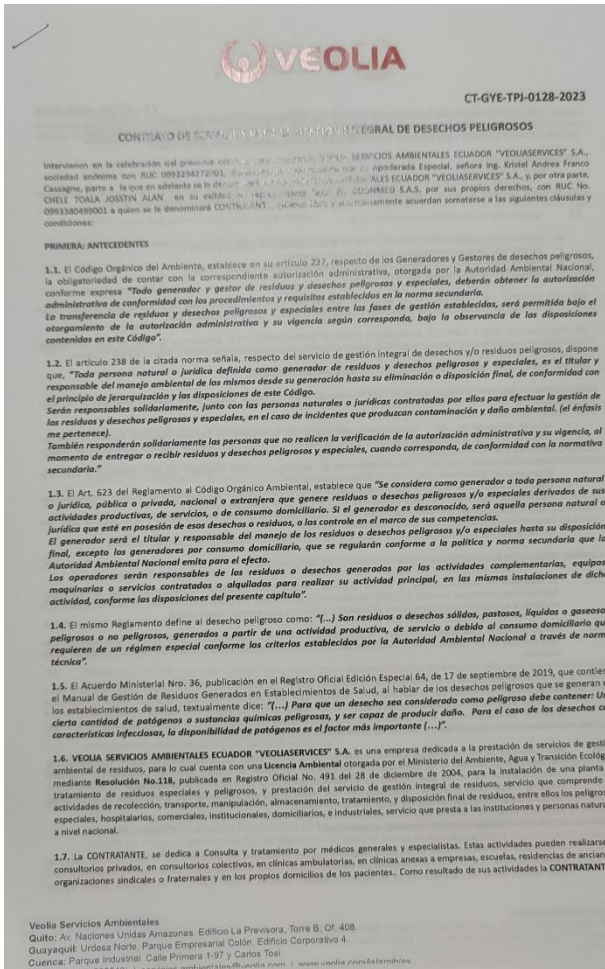 VEOLIA
CT-GYE-TPJ-0128-2023
CONTRATO DE INTEGRAL DE DESECHOS PELIGROSOS
Intervienen en la celebración del SERVICIOS AMBIENTALES ECUADOR "VEOLIASERVICES" S.A.,
sociedad anónima con RUC 0992294272001, Apoderada Especial, señora Ing. Kristel Andrea Franco
Cassagne, parte a la que en adelante se le ALES ECUADOR "VEOLIASERVICES" S.A., y, por otra parte,
CHELE TOALA JOSSTIN ALAN en su calidad S.A.S, por sus propios derechos, con RUC No.
0993380499001 a quien se le denominará acuerdan someterse a las siguientes cláusulas y
condiciones:
PRIMERA: ANTECEDENTES
1.1. El Código Orgánico del Ambiente, establece en su artículo 237, respecto de los Generadores y Gestores de desechos peligrosos,
la obligatoriedad de contar con la correspondiente autorización administrativa, otorgada por la Autoridad Ambiental Nacional,
conforme expresa "Todo generador y gestor de residuos y desechos peligrosos y especiales, deberán obtener la autorización
administrativa de conformidad con los procedimientos y requisitos establecidos en la norma secundaria.
La transferencia de residuos y desechos peligrosos y especiales entre las fases de gestión establecidas, será permitida bajo el
otorgamiento de la autorización administrativa y su vigencia según corresponda, bajo la observancia de las disposiciones
contenidas en este Código".
1.2. El artículo 238 de la citada norma señala, respecto del servicio de gestión integral de desechos y/o residuos peligrosos, dispone
que, "Toda persona natural o jurídica definida como generador de residuos y desechos peligrosos y especiales, es el titular y
responsable del manejo ambiental de los mismos desde su generación hasta su eliminación o disposición final, de conformidad con
el principio de jerarquización y las disposiciones de este Código.
Serán responsables solidariamente, junto con las personas naturales o jurídicas contratadas por ellos para efectuar la gestión de
los residuos y desechos peligrosos y especiales, en el caso de incidentes que produzcan contaminación y daño ambiental. (el énfasis
me pertenece).
También responderán solidariamente las personas que no realicen la verificación de la autorización administrativa y su vigencia, al
momento de entregar o recibir residuos y desechos peligrosos y especiales, cuando corresponda, de conformidad con la normativa
secundaria."
1.3. El Art. 623 del Reglamento al Código Orgánico Ambiental, establece que "Se considera como generador a toda persona natural
o jurídica, pública o privada, nacional o extranjera que genere residuos o desechos peligrosos y/o especiales derivados de sus
actividades productivas, de servicios, o de consumo domiciliario. Si el generador es desconocido, será aquella persona natural o
jurídica que esté en posesión de esos desechos o residuos, o los controle en el marco de sus competencias.
El generador será el titular y responsable del manejo de los residuos o desechos peligrosos y/o especiales hasta su disposición
final, excepto los generadores por consumo domiciliario, que se regularán conforme a la política y norma secundaria que la
Autoridad Ambiental Nacional emita para el efecto.
Los operadores serán responsables de los residuos o desechos generados por las actividades complementarias, equipos
maquinarias o servicios contratados o alquilados para realizar su actividad principal, en las mismas instalaciones de dich
actividad, conforme las disposiciones del presente capítulo".
1.4. El mismo Reglamento define al desecho peligroso como: "(...) Son residuos o desechos sólidos, pastosos, líquidos o gaseoso
peligrosos o no peligrosos, generados a partir de una actividad productiva, de servicio o debido al consumo domiciliario qu
requieren de un régimen especial conforme los criterios establecidos por la Autoridad Ambiental Nacional a través de norm
técnica".
1.5. El Acuerdo Ministerial Nro. 36, publicación en el Registro Oficial Edición Especial 64, de 17 de septiembre de 2019, que contien
el Manual de Gestión de Residuos Generados en Establecimientos de Salud, al hablar de los desechos peligrosos que se generan
los establecimientos de salud, textualmente dice: "(...) Para que un desecho sea considerado como peligroso debe contener: Un
cierta cantidad de patógenos o sustancias químicas peligrosas, y ser capaz de producir daño. Para el caso de los desechos co
características infecciosas, la disponibilidad de patógenos es el factor más importante (...)".
1.6. VEOLIA SERVICIOS AMBIENTALES ECUADOR "VEOLIASERVICES" S.A. es una empresa dedicada a la prestación de servicios de gesti
ambiental de residuos, para lo cual cuenta con una Licencia Ambiental otorgada por el Ministerio del Ambiente, Agua y Transición Ecológ
mediante Resolución No.118, publicada en Registro Oficial No. 491 del 28 de diciembre de 2004, para la instalación de una planta
tratamiento de residuos especiales y peligrosos, y prestación del servicio de gestión integral de residuos, servicio que comprende
actividades de recolección, transporte, manipulación, almacenamiento, tratamiento, y disposición final de residuos, entre ellos los peligros
especiales, hospitalarios, comerciales, institucionales, domiciliarios, e industriales, servicio que presta a las instituciones y personas natura
a nivel nacional.
1.7. La CONTRATANTE, se dedica a Consulta y tratamiento por médicos generales y especialistas. Estas actividades pueden realizarse
consultorios privados, en consultorios colectivos, en clínicas ambulatorias, en clínicas anexas a empresas, escuelas, residencias de ancian
organizaciones sindicales o fraternales y en los propios domicilios de los pacientes.. Como resultado de sus actividades la CONTRATANT
Veolia Servicios Ambientales
Quito: Av. Naciones Unidas Amazonas. Edificio La Previsora, Torre B, Of. 408.
Guayaquil: Urdesa Norte, Parque Empresarial Colón, Edificio Corporativo 4.
Cuenca: Parque Industrial. Calle Primera 1-97 y Carlos Tosi.